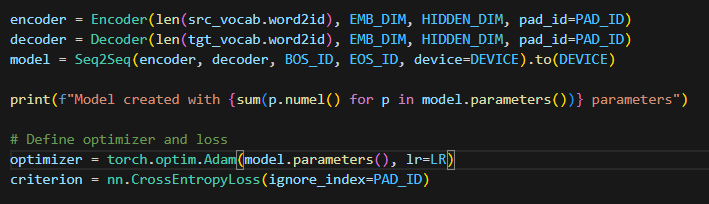 encoder = Encoder(len(src_vocab.word2id), EMB_DIM, HIDDEN_DIM, pad_id=PAD_ID)
decoder = Decoder(len(tgt_vocab.word2id), EMB_DIM, HIDDEN_DIM, pad_id=PAD_ID)
model = Seq2Seq(encoder, decoder, BOS_ID, EOS_ID, device=DEVICE).to(DEVICE)
print(f"Model created with {sum(p.numel() for p in model.parameters())} parameters")
# Define optimizer and loss
optimizer = torch.optim.Adam(model.parameters(), lr=LR)
criterion = nn.CrossEntropyLoss(ignore_index=PAD_ID)